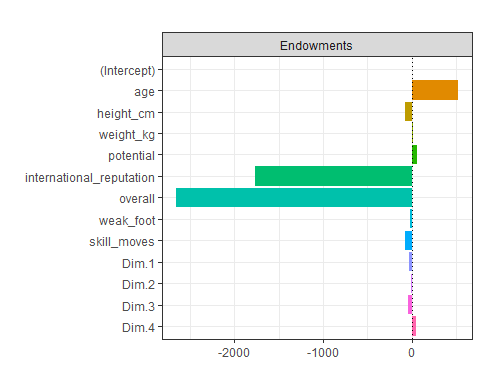 Endowments
(Intercept)
age
height_cm
weight_kg
potential
international_reputation
overall
weak_foot
skill_moves
Dim.1
Dim.2
Dim.3
Dim.4
-2000 -1000 0